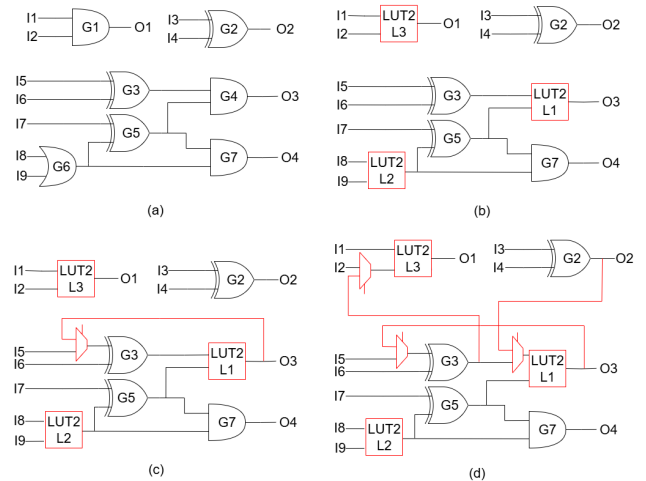 I1
I2
G1
O1
I3
I4
G2
O2
I5
I6
G3
G4
O3
I7
G5
I8
I9
G6
G7
O4
(a)
I1
I2
LUT2
L3
O1
I3
I4
G2
O2
I5
I6
G3
LUT2
L1
O3
I7
G5
I8
I9
LUT2
L2
G7
O4
(b)
I1
I2
LUT2
L3
O1
I3
I4
G2
O2
I5
I6
G3
LUT2
L1
O3
I7
G5
I8
I9
LUT2
L2
G7
O4
(c)
I1
I2
LUT2
L3
O1
I3
I4
G2
O2
I5
I6
G3
LUT2
L1
O3
I7
G5
I8
I9
LUT2
L2
G7
O4
(d)